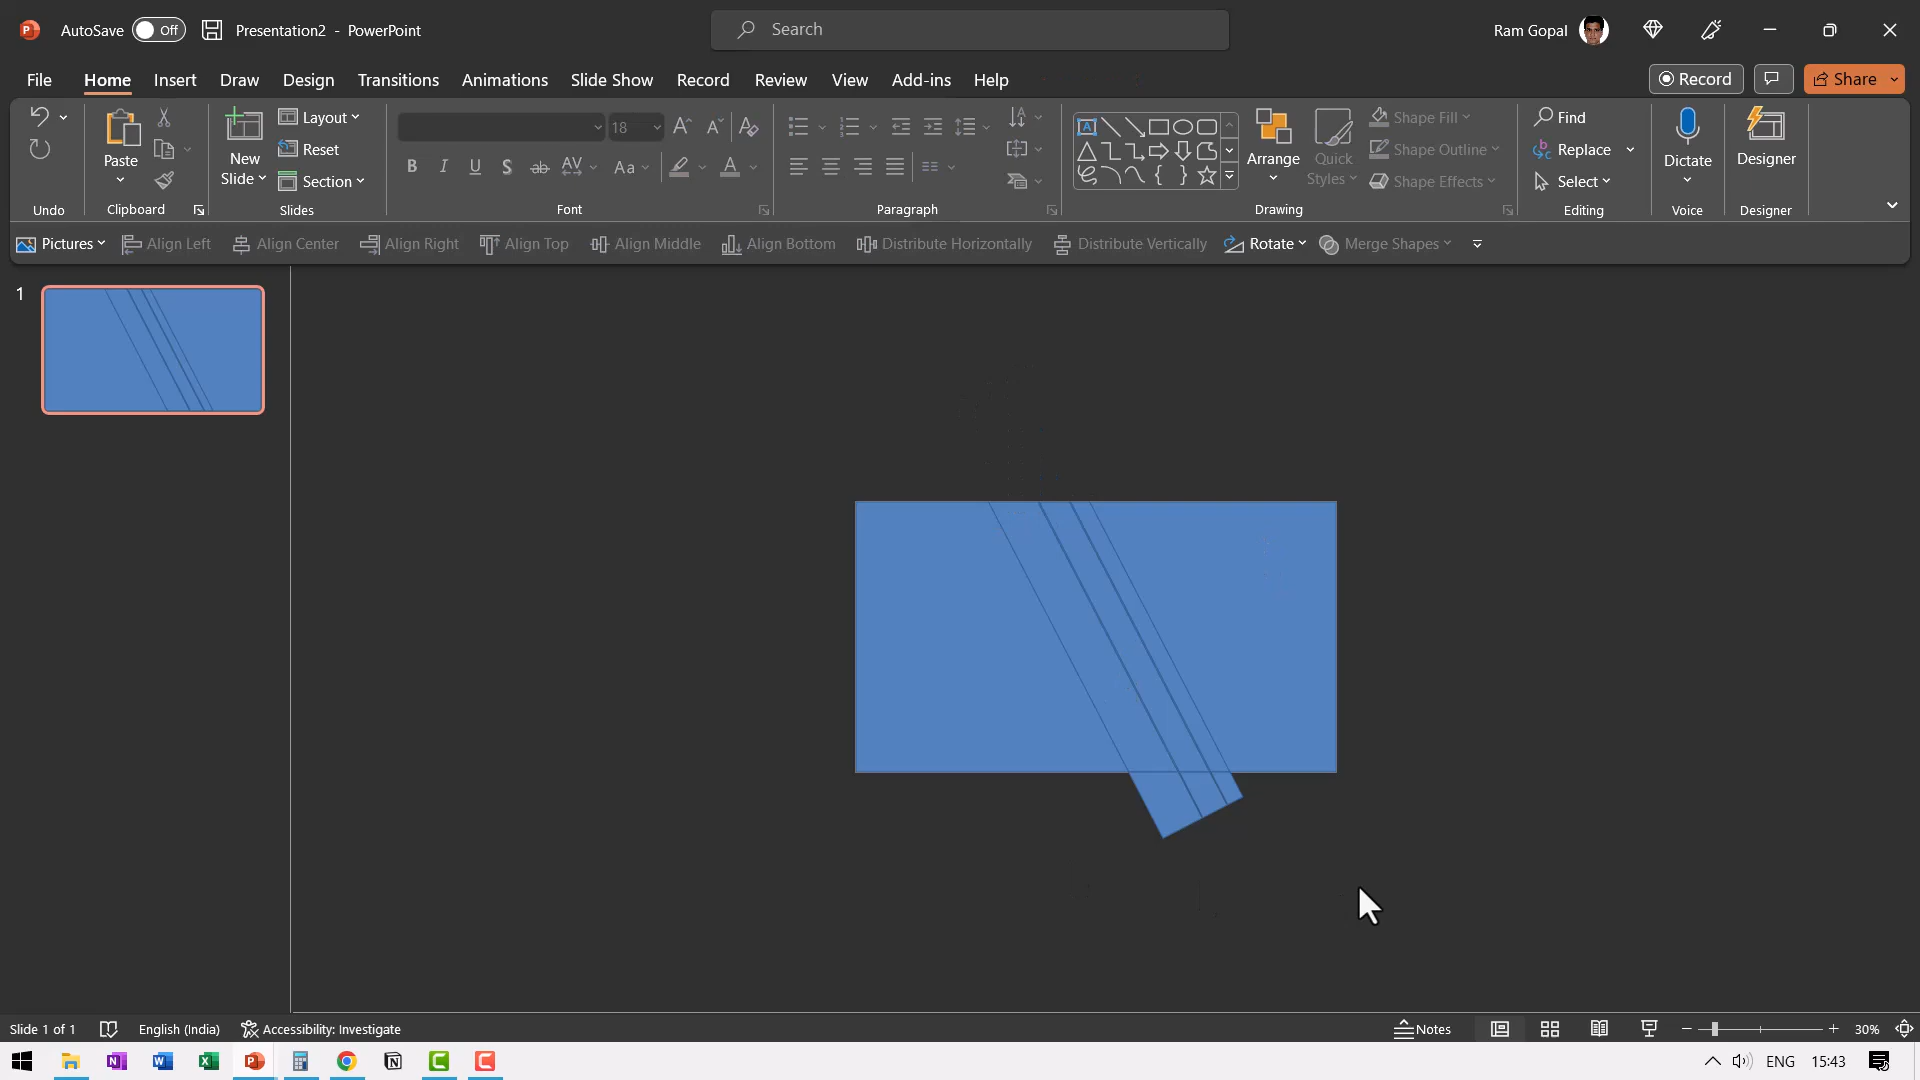 AutoSave Off Presentation2 - PowerPoint Search Ram Gopal
File Home Insert Draw Design Transitions Animations Slide Show Record Review View Add-ins Help Record Share
Paste
New Slide
Layout
Reset
Section
18
Arrange
Quick Styles
Shape Fill
Shape Outline
Shape Effects
Find
Replace
Select
Dictate
Designer
Undo Clipboard Slides Font Paragraph Drawing Editing Voice Designer
Pictures Align Left Align Center Align Right Align Top Align Middle Align Bottom Distribute Horizontally Distribute Vertically Rotate Merge Shapes
1
Slide 1 of 1 English (India) Accessibility: Investigate Notes 30%
ENG 15:43